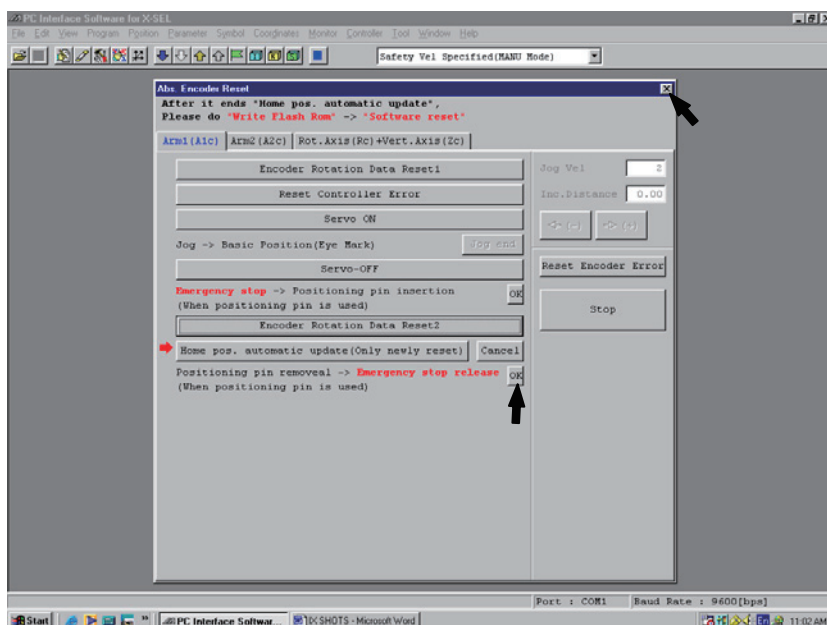 PC Interface Software for X-SEL
File Edit View Program Position Parameter Symbol Coordinates Monitor Controller Tool Window Help
Safety Vel Specified(MANU Mode)
Abs. Encoder Reset
After it ends "Home pos. automatic update",
Please do "Write Flash Rom" -> "Software reset"
Arm1(A1c) Arm2(A2c) Rot.Axis(Rc)+Vert.Axis(Zc)
Encoder Rotation Data Reset1
Jog Vel 2
Reset Controller Error
Inc.Distance 0.00
Servo ON
(-) (+)
Jog -> Basic Position(Eye Mark) Jog end
Servo-OFF
Reset Encoder Error
Emergency stop -> Positioning pin insertion OK
(When positioning pin is used)
Stop
Encoder Rotation Data Reset2
Home pos. automatic update(Only newly reset) Cancel
Positioning pin removeal -> Emergency stop release OK
(When positioning pin is used)
Port : COM1 Baud Rate : 9600[bps]
Start PC Interface Softwar... IX SHOTS - Microsoft Word En 11:02 AM